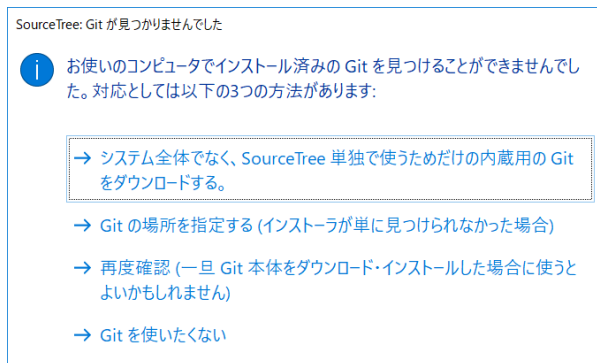 SourceTree: Git が見つかりませんでした
お使いのコンピュータでインストール済みの Git を見つけることができませんでし
た。対応としては以下の3つの方法があります:
→ システム全体でなく、SourceTree 単独で使うためだけの内蔵用の Git
をダウンロードする。
→ Git の場所を指定する (インストーラが単に見つけられなかった場合)
→ 再度確認 (一旦 Git 本体をダウンロード・インストールした場合に使うと
よいかもしれません)
→ Git を使いたくない